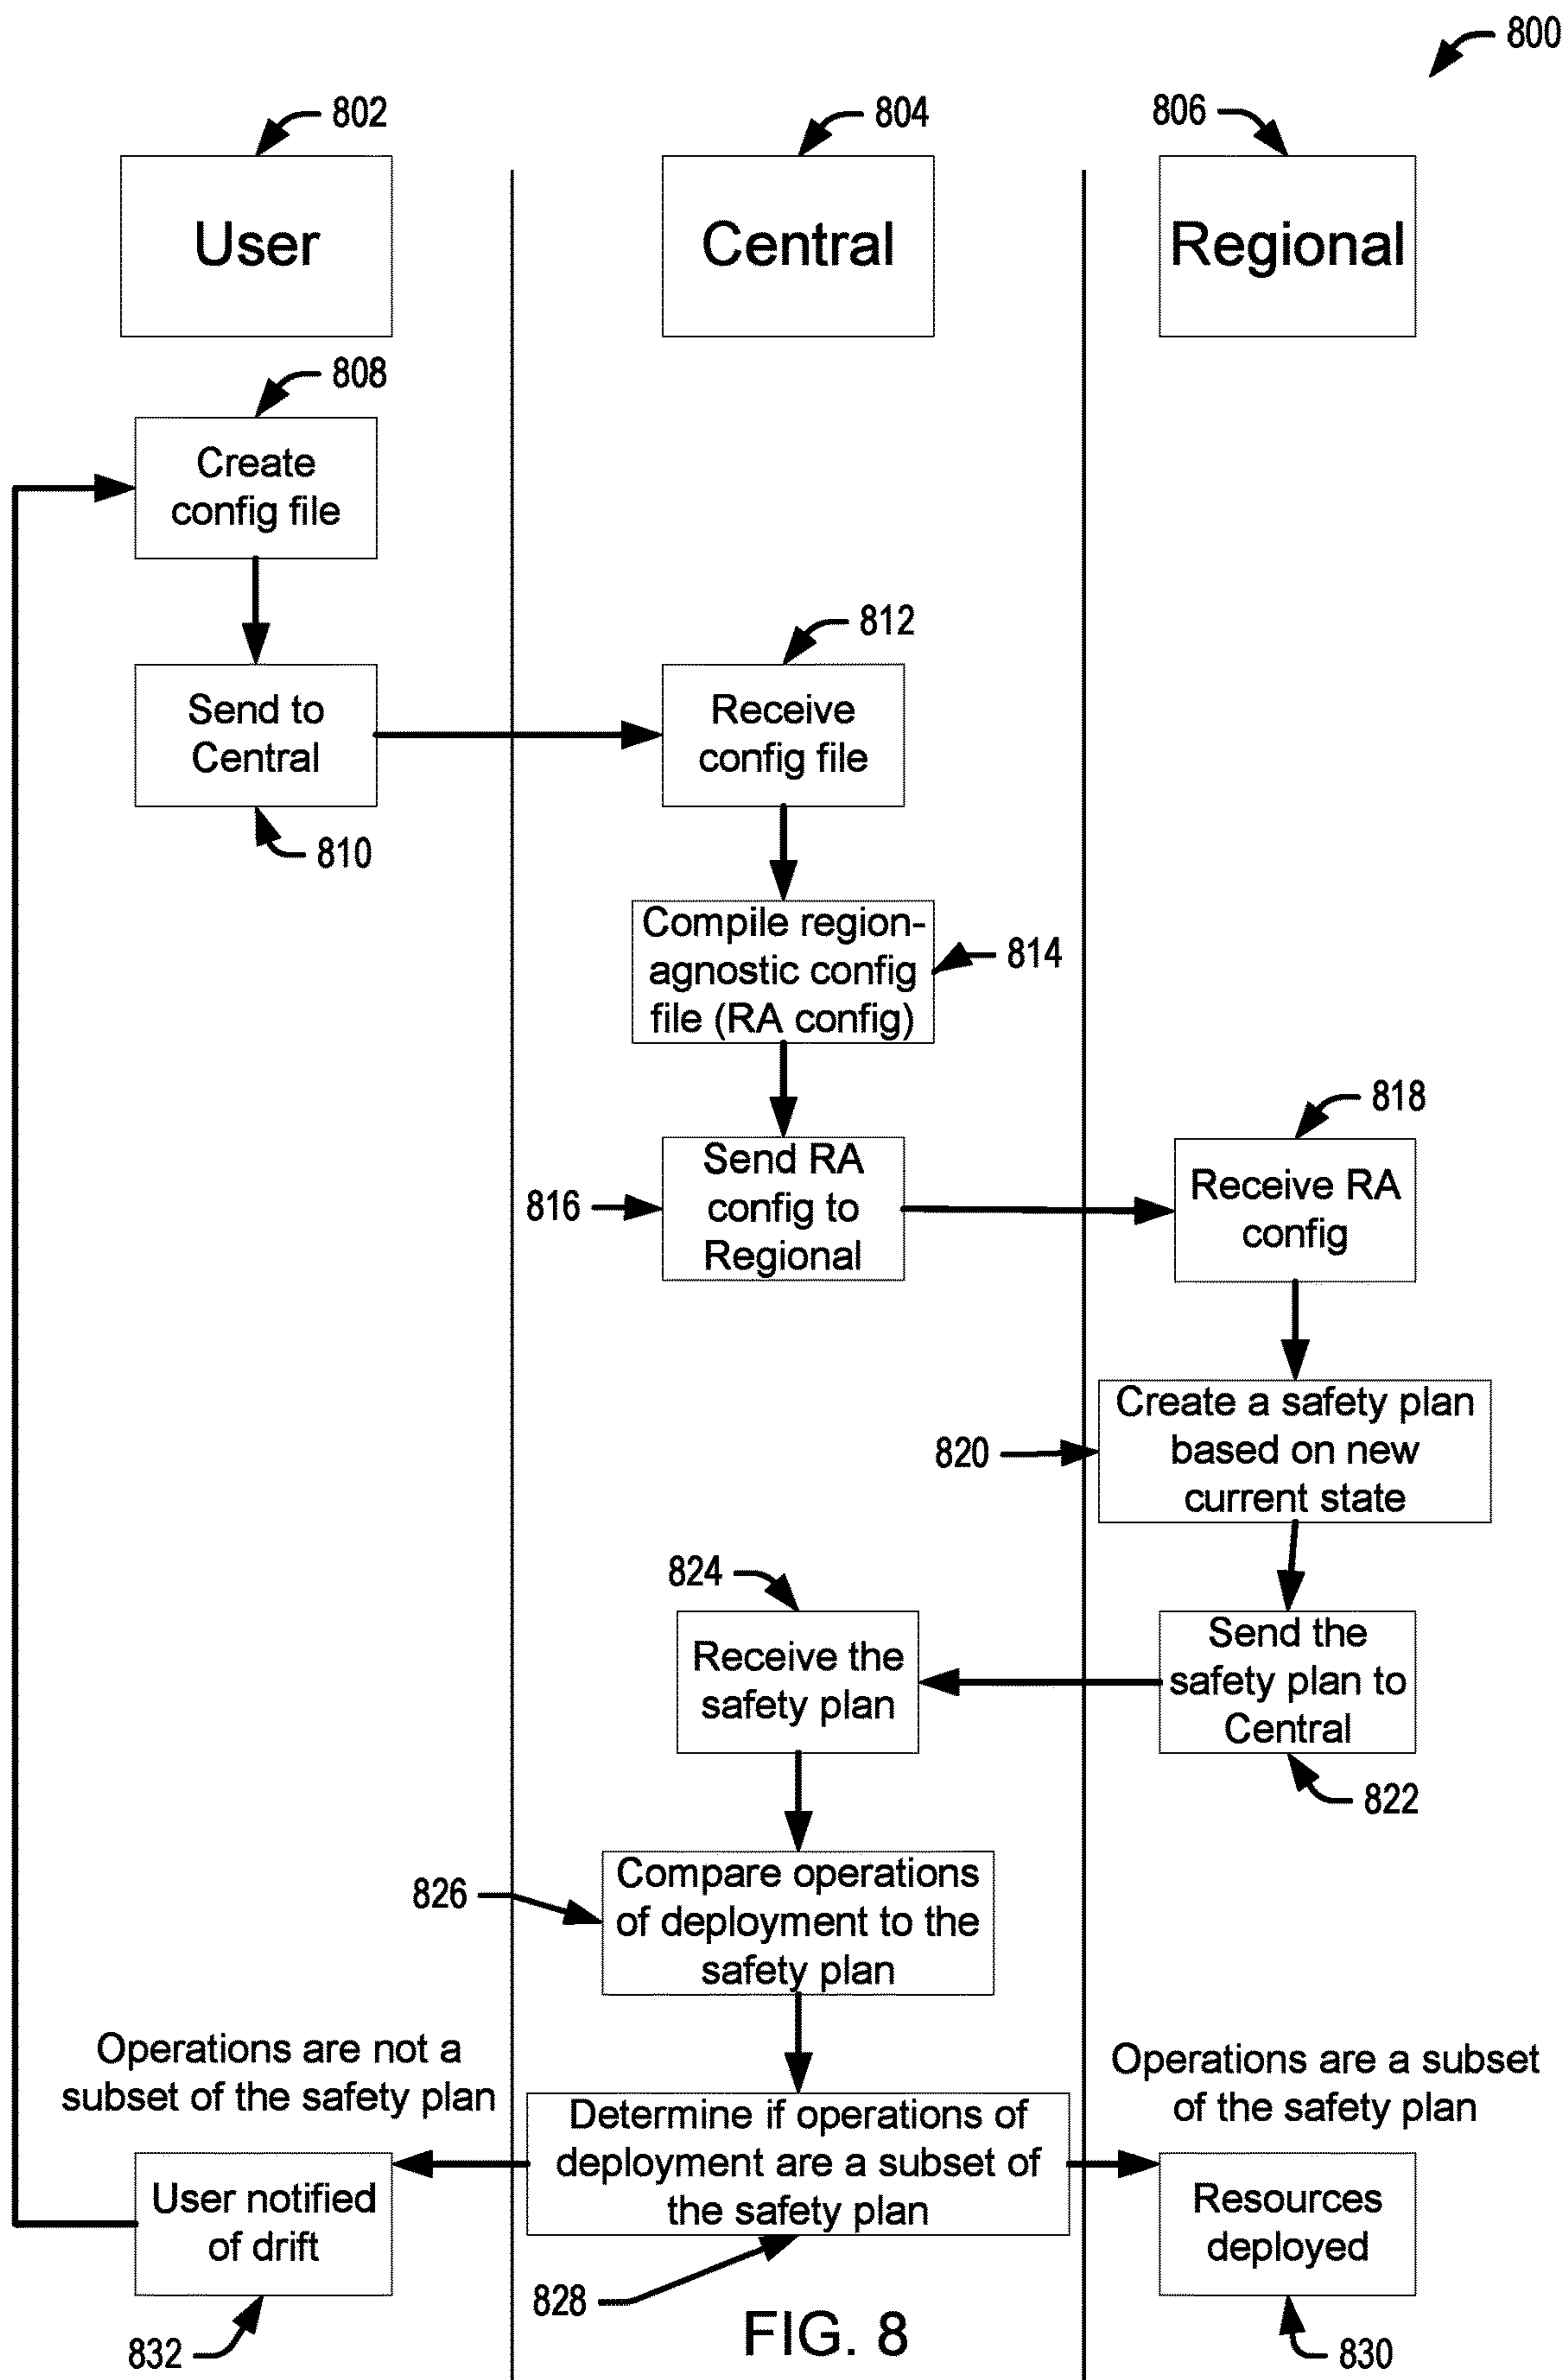 800
802
804
806
User
Central
Regional
808
Create
config file
812
Send to
Central
Receive
config file
810
Compile region-
agnostic config
file (RA config)
814
818
816
Send RA
config to
Regional
Receive RA
config
820
Create a safety plan
based on new
current state
824
Receive the
safety plan
Send the
safety plan to
Central
822
826
Compare operations
of deployment to the
safety plan
Operations are not a
subset of the safety plan
Operations are a subset
of the safety plan
Determine if operations of
deployment are a subset of
the safety plan
User notified
of drift
Resources
deployed
828
832
830
FIG. 8